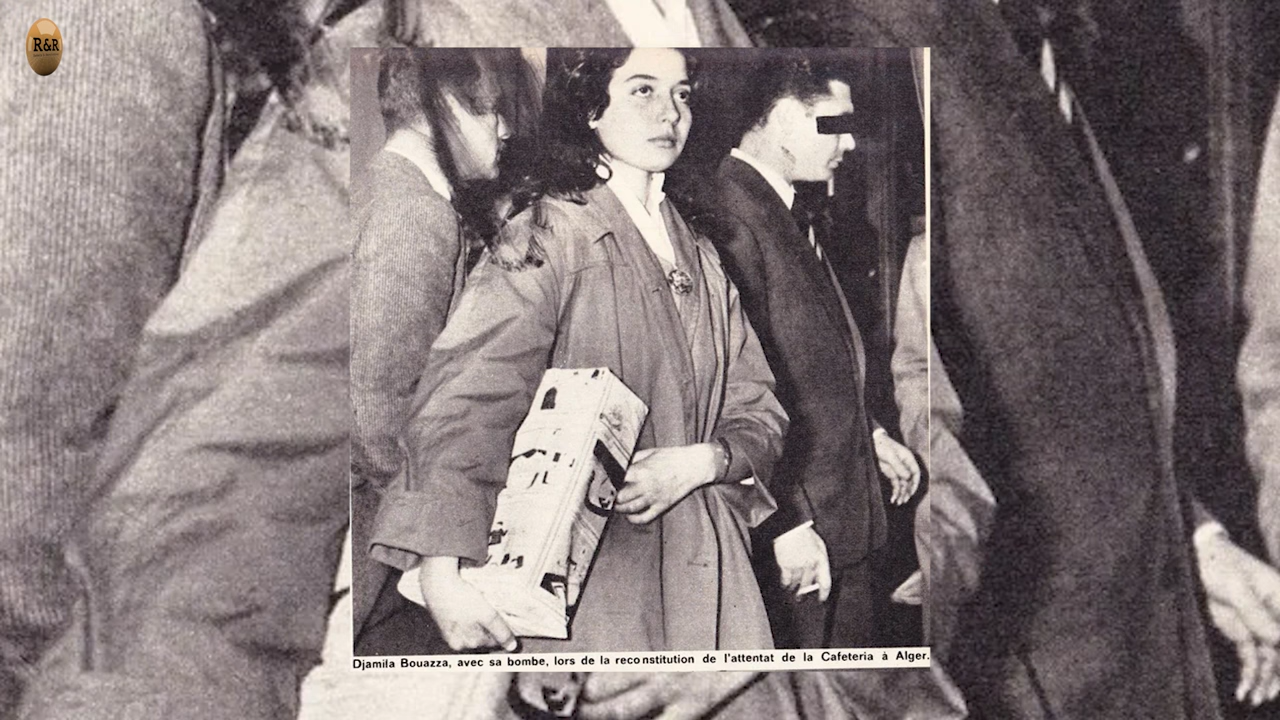 R&R
Djamila Bouazza, avec sa bombe, lors de la reconstitution de l'attentat de la Cafeteria à Alger.